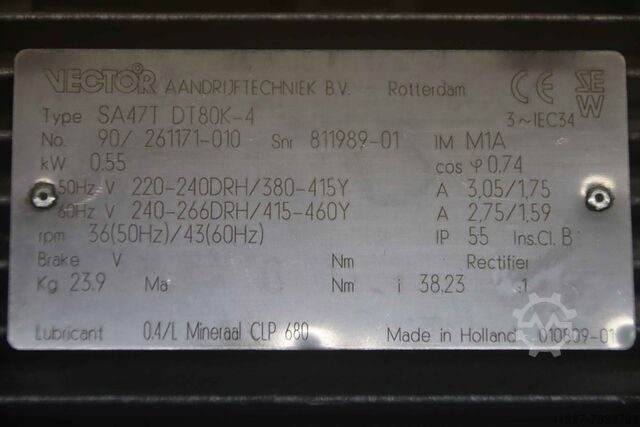 VECTOR AANDRIJFTECHNIEK B.V. Rotterdam CE SEW
Type SA47T DT80K-4 3~IEC34
No. 90/ 261171-010 Snr 811989-01 IM M1A
kW 0.55 cos φ 0.74
50Hz V 220-240DRH/380-415Y A 3,05/1,75
60Hz V 240-266DRH/415-460Y A 2,75/1,59
rpm 36(50Hz)/43(60Hz) IP 55 Ins.Cl. B
Brake V Nm Rectifier
Kg 23.9 Ma Nm i 38.23 :1
Lubricant 0.4/L Mineraal CLP 680 Made in Holland 010809-01